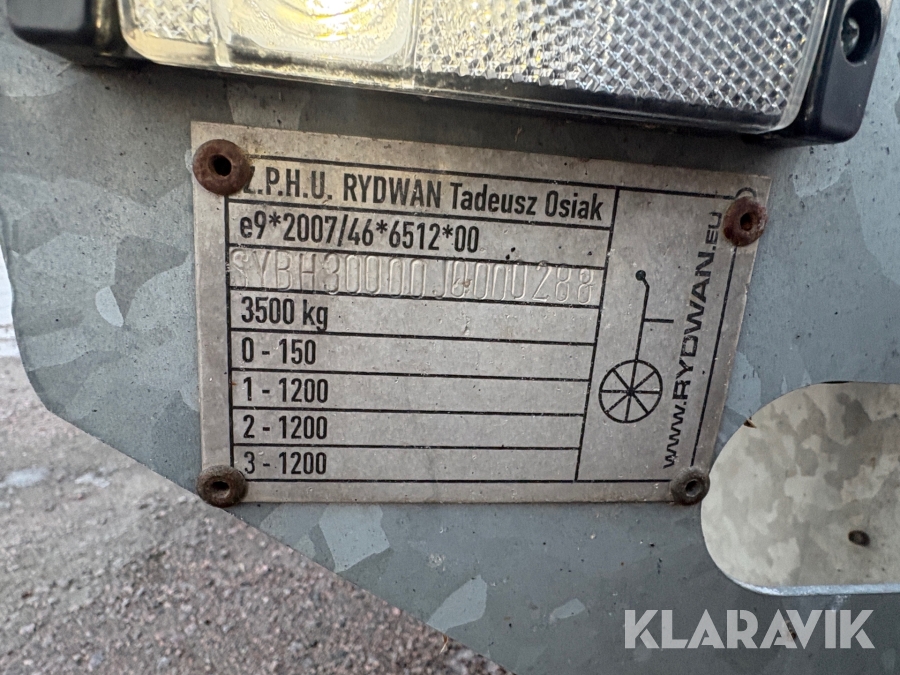 Z.P.H.U. RYDWAN Tadeusz Osiak
e9*2007/46*6512*00
SYBH30000J0000288
3500 kg
0 - 150
1 - 1200
2 - 1200
3 - 1200
www.RYDWAN.EU
KLARAVIK